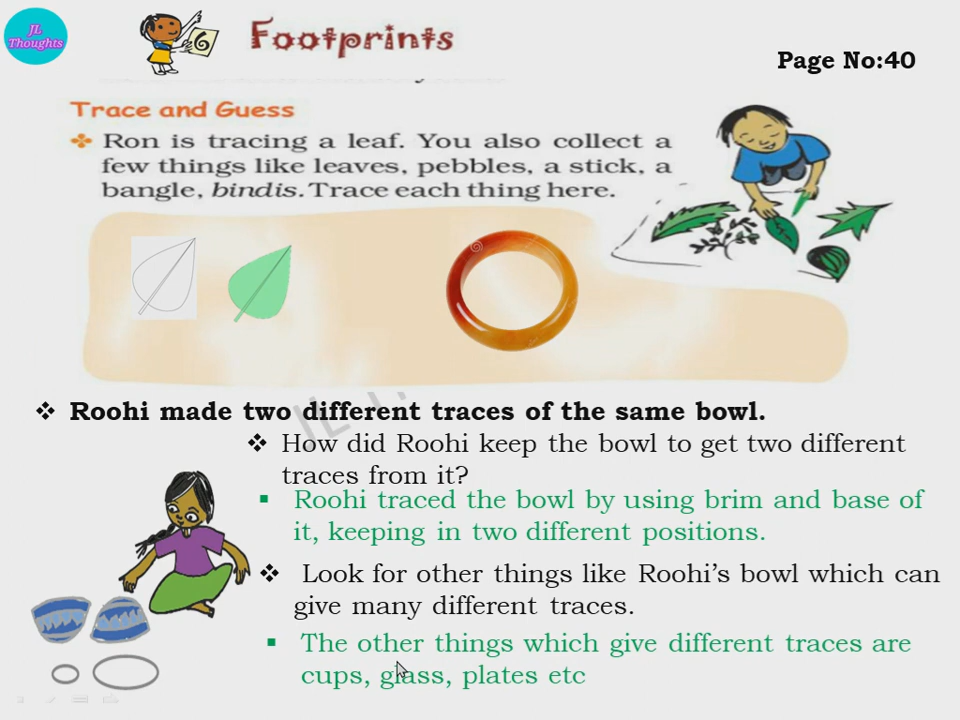 JL
Thoughts
6
Footprints
Page No:40
Trace and Guess
Ron is tracing a leaf. You also collect a
few things like leaves, pebbles, a stick, a
bangle, bindis. Trace each thing here.
❖ Roohi made two different traces of the same bowl.
❖ How did Roohi keep the bowl to get two different
traces from it?
▪ Roohi traced the bowl by using brim and base of
it, keeping in two different positions.
❖ Look for other things like Roohi’s bowl which can
give many different traces.
▪ The other things which give different traces are
cups, glass, plates etc